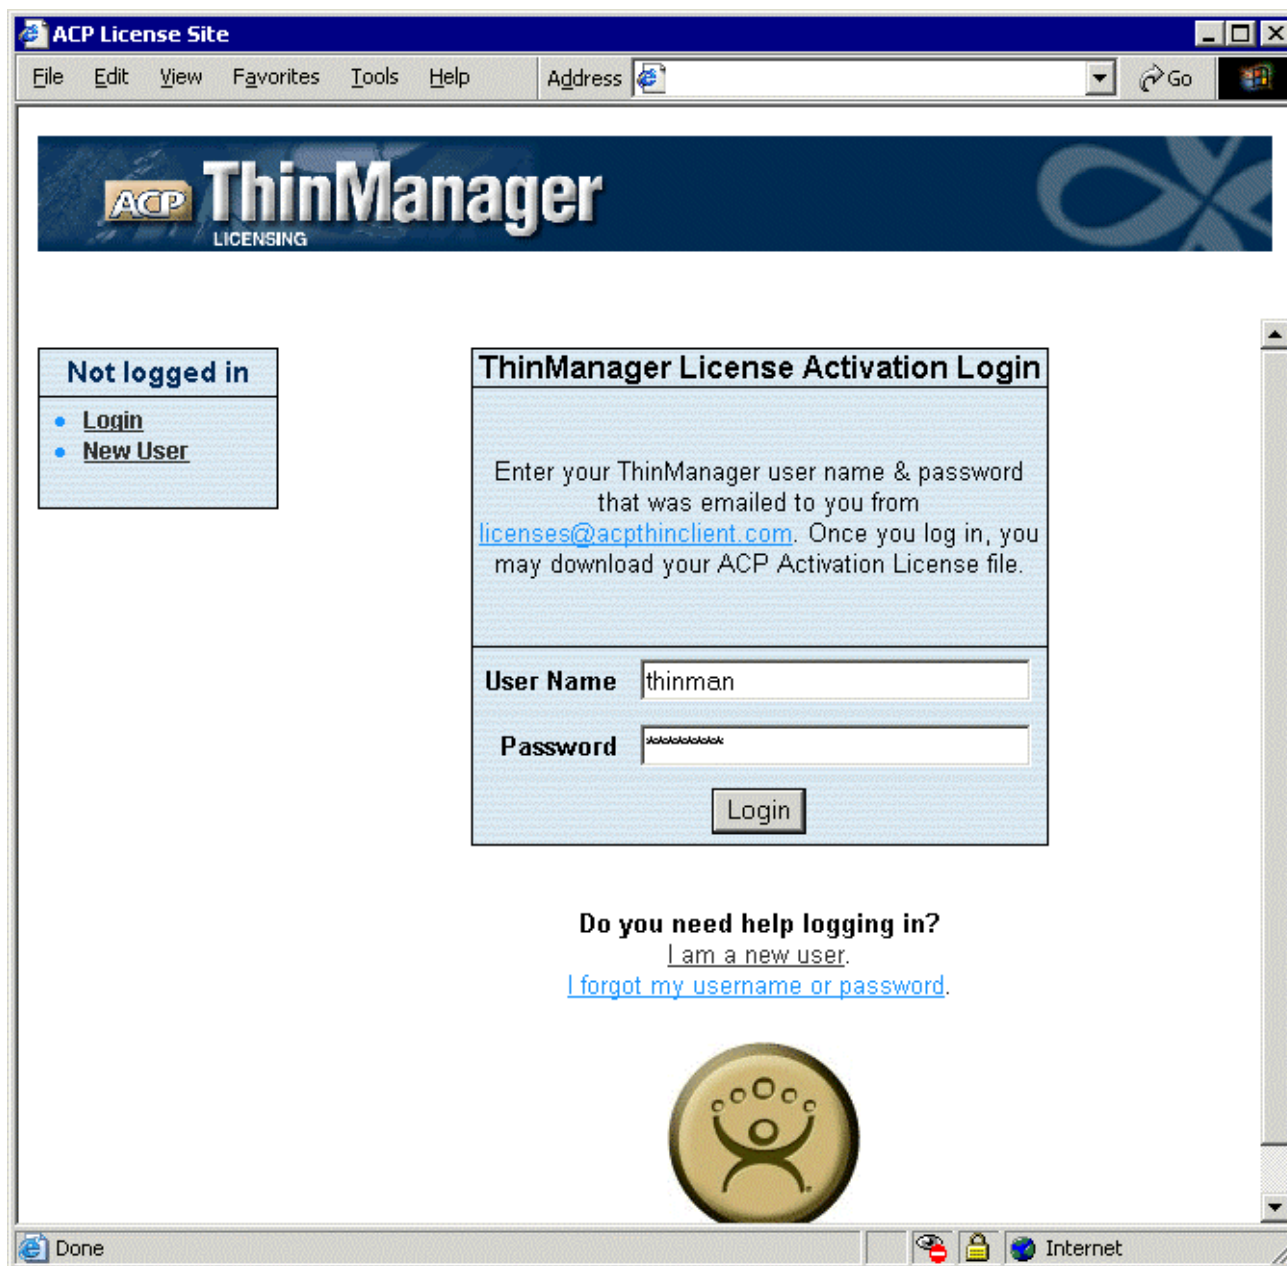 ACP License Site
File Edit View Favorites Tools Help Address Go
ACP ThinManager
LICENSING
Not logged in
Login
New User
ThinManager License Activation Login
Enter your ThinManager user name & password
that was emailed to you from
licenses@acpthinclient.com. Once you log in, you
may download your ACP Activation License file.
User Name thinman
Password *********
Login
Do you need help logging in?
I am a new user.
I forgot my username or password.
Done Internet